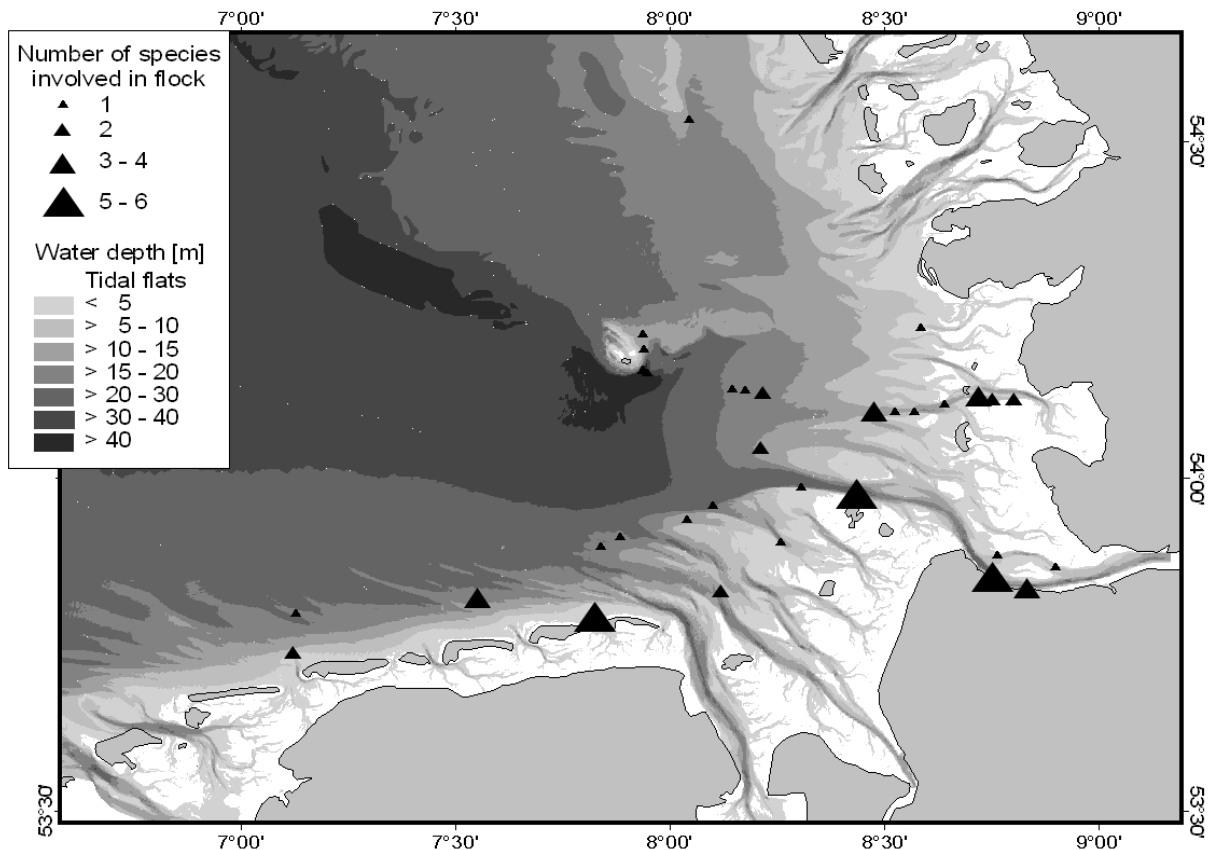 7°00' 7°30' 8°00' 8°30' 9°00'
Number of species
involved in flock
1
2
3 - 4
5 - 6
Water depth [m]
Tidal flats
< 5
> 5 - 10
> 10 - 15
> 15 - 20
> 20 - 30
> 30 - 40
> 40
54°30'
54°00'
53°30'
53°30'
7°00' 7°30' 8°00' 8°30' 9°00'